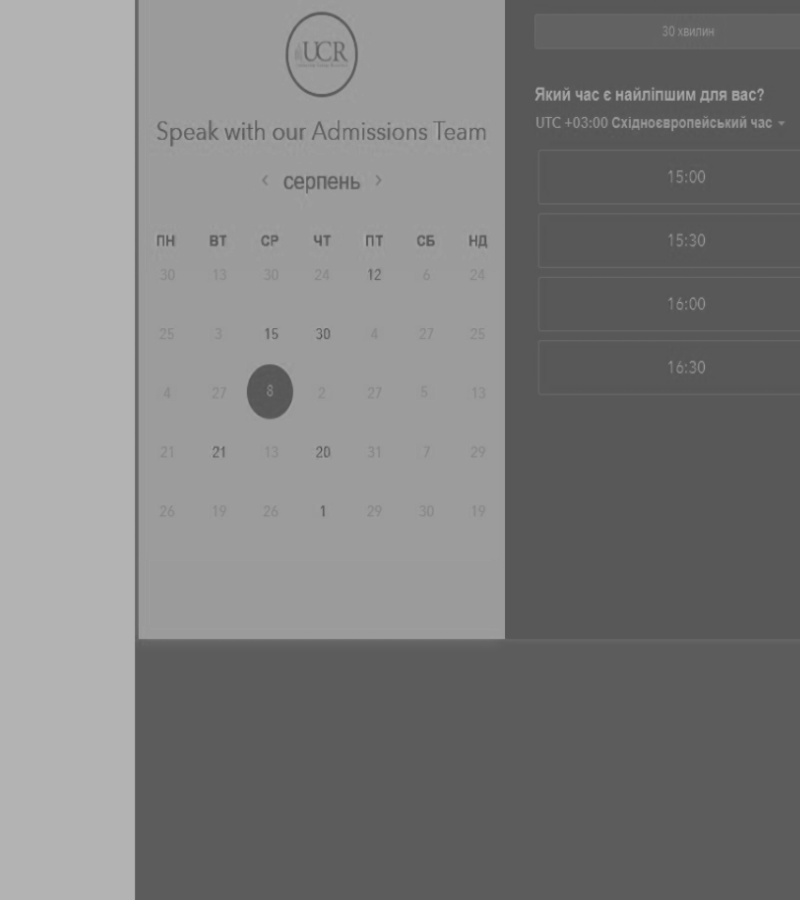 UCR
Speak with our Admissions Team
‹ серпень ›
ПН ВТ СР ЧТ ПТ СБ НД
30 13 30 24 12 6 24
25 3 15 30 4 27 25
4 27 8 2 27 5 13
21 21 13 20 31 7 29
26 19 26 1 29 30 19
30 хвилин
Який час є найліпшим для вас?
UTC +03:00 Східноєвропейський час
15:00
15:30
16:00
16:30